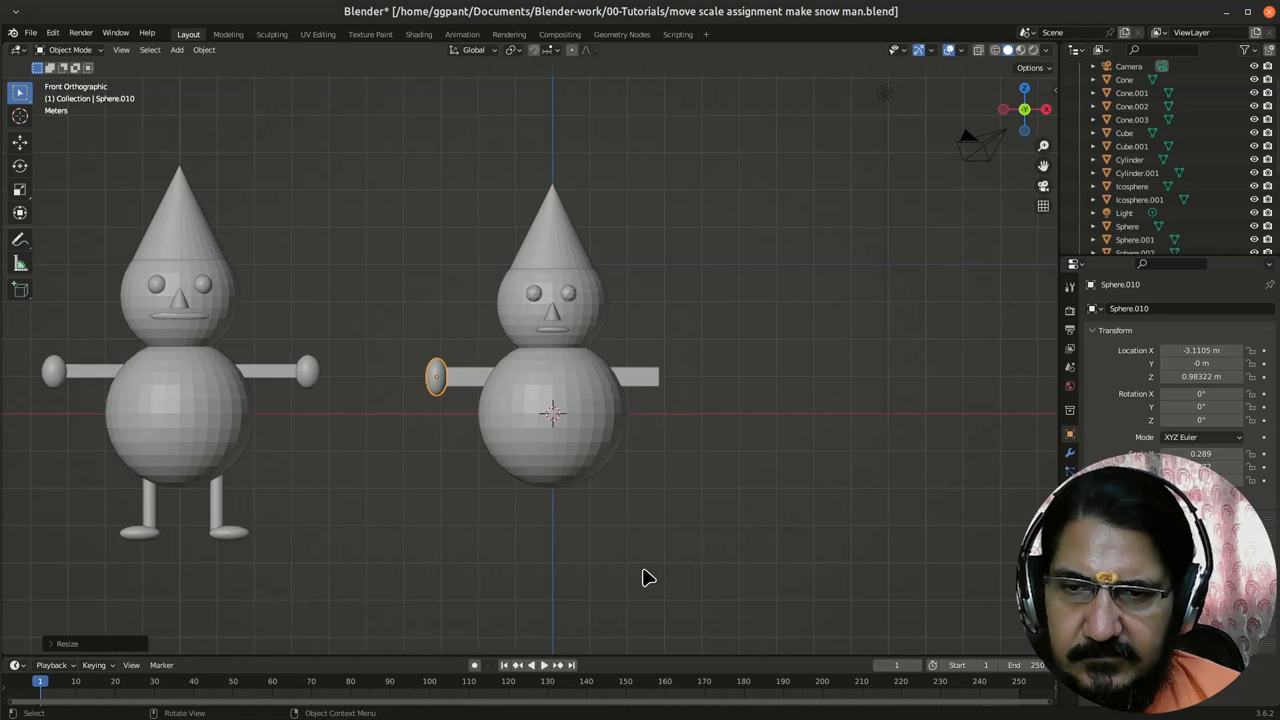 Blender* [/home/ggpant/Documents/Blender-work/00-Tutorials/move scale assignment make snow man.blend]
File Edit Render Window Help Layout Modeling Sculpting UV Editing Texture Paint Shading Animation Rendering Compositing Geometry Nodes Scripting Scene ViewLayer
Object Mode View Select Add Object Global
Options
Front Orthographic
(1) Collection | Sphere.010
Meters
X
Y
Z
Camera
Cone
Cone.001
Cone.002
Cone.003
Cube
Cube.001
Cylinder
Cylinder.001
Icosphere
Icosphere.001
Light
Sphere
Sphere.001
Sphere.002
Sphere.010
Sphere.010
Transform
Location X -3.1105 m
Y -0 m
Z 0.98322 m
Rotation X 0°
Y 0°
Z 0°
Mode XYZ Euler
0.289
Resize
Playback Keying View Marker 1 Start 1 End 250
1 10 20 30 40 50 60 70 80 90 100 110 120 130 140 150 160 170 180 190 200 210 220 230 240 250
Select Rotate View Object Context Menu 3.6.2